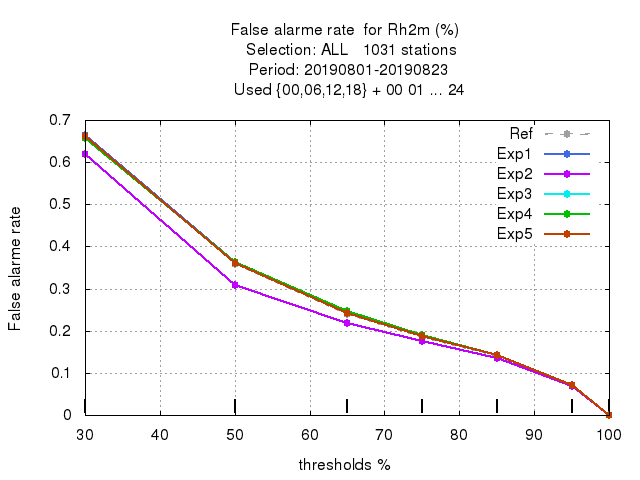 False alarme rate  for Rh2m (%)
Selection: ALL   1031 stations
Period: 20190801-20190823
Used {00,06,12,18} + 00 01 ... 24
0.7
0.6
0.5
0.4
0.3
0.2
0.1
0
False alarme rate
Ref
Exp1
Exp2
Exp3
Exp4
Exp5
30 40 50 60 70 80 90 100
thresholds %